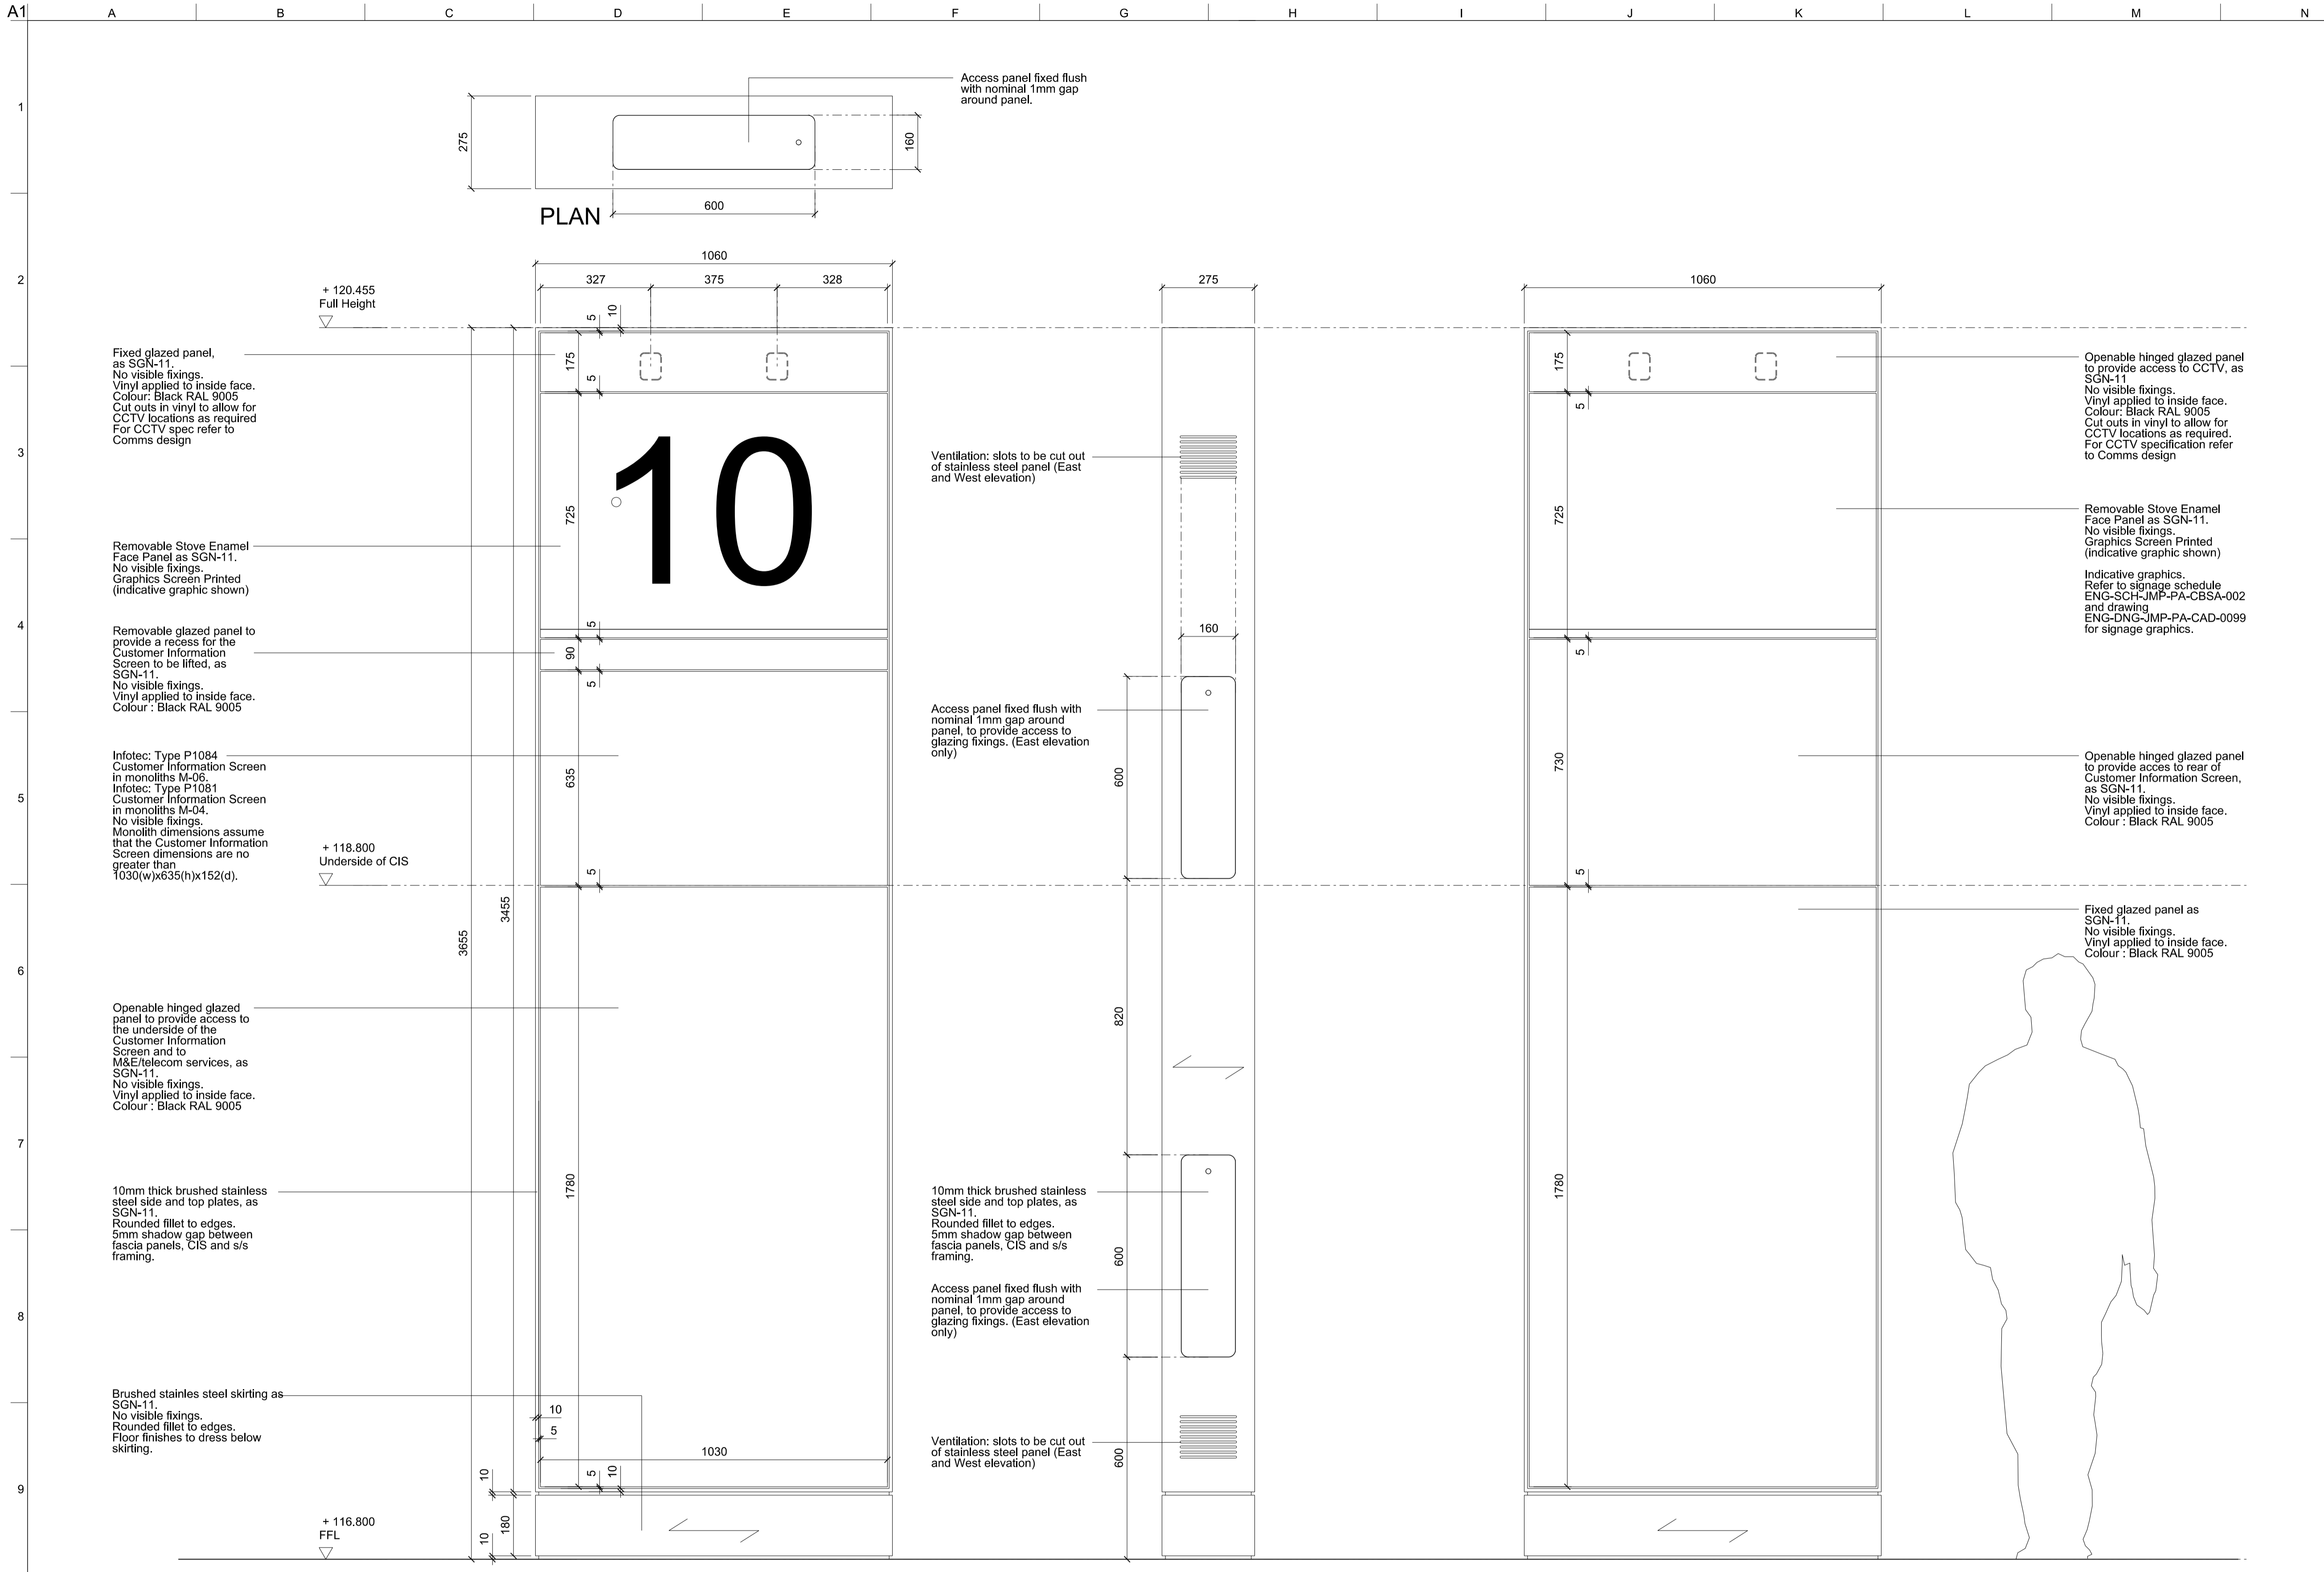 A1
A
B
C
D
E
F
G
H
I
J
K
L
M
N
1
2
3
4
5
6
7
8
9
Access panel fixed flush
with nominal 1mm gap
around panel.
275
160
600
PLAN
1060
327
375
328
+ 120.455
Full Height
5
10
175
5
725
5
90
5
635
5
1780
3655
3455
10
5
1030
5
10
10
180
10
10
+ 118.800
Underside of CIS
+ 116.800
FFL
Fixed glazed panel,
as SGN-11.
No visible fixings.
Vinyl applied to inside face.
Colour: Black RAL 9005
Cut outs in vinyl to allow for
CCTV locations as required
For CCTV spec refer to
Comms design
Removable Stove Enamel
Face Panel as SGN-11.
No visible fixings.
Graphics Screen Printed
(indicative graphic shown)
Removable glazed panel to
provide a recess for the
Customer Information
Screen to be lifted, as
SGN-11.
No visible fixings.
Vinyl applied to inside face.
Colour : Black RAL 9005
Infotec: Type P1084
Customer Information Screen
in monoliths M-06.
Infotec: Type P1081
Customer Information Screen
in monoliths M-04.
No visible fixings.
Monolith dimensions assume
that the Customer Information
Screen dimensions are no
greater than
1030(w)x635(h)x152(d).
Openable hinged glazed
panel to provide access to
the underside of the
Customer Information
Screen and to
M&E/telecom services, as
SGN-11.
No visible fixings.
Vinyl applied to inside face.
Colour : Black RAL 9005
10mm thick brushed stainless
steel side and top plates, as
SGN-11.
Rounded fillet to edges.
5mm shadow gap between
fascia panels, CIS and s/s
framing.
Brushed stainles steel skirting as
SGN-11.
No visible fixings.
Rounded fillet to edges.
Floor finishes to dress below
skirting.
275
Ventilation: slots to be cut out
of stainless steel panel (East
and West elevation)
160
Access panel fixed flush with
nominal 1mm gap around
panel, to provide access to
glazing fixings. (East elevation
only)
600
820
10mm thick brushed stainless
steel side and top plates, as
SGN-11.
Rounded fillet to edges.
5mm shadow gap between
fascia panels, CIS and s/s
framing.
600
Access panel fixed flush with
nominal 1mm gap around
panel, to provide access to
glazing fixings. (East elevation
only)
Ventilation: slots to be cut out
of stainless steel panel (East
and West elevation)
600
1060
175
5
725
5
730
5
1780
Openable hinged glazed panel
to provide access to CCTV, as
SGN-11
No visible fixings.
Vinyl applied to inside face.
Colour: Black RAL 9005
Cut outs in vinyl to allow for
CCTV locations as required.
For CCTV specification refer
to Comms design
Removable Stove Enamel
Face Panel as SGN-11.
No visible fixings.
Graphics Screen Printed
(indicative graphic shown)
Indicative graphics.
Refer to signage schedule
ENG-SCH-JMP-PA-CBSA-002
and drawing
ENG-DNG-JMP-PA-CAD-0099
for signage graphics.
Openable hinged glazed panel
to provide acces to rear of
Customer Information Screen,
as SGN-11.
No visible fixings.
Vinyl applied to inside face.
Colour : Black RAL 9005
Fixed glazed panel as
SGN-11.
No visible fixings.
Vinyl applied to inside face.
Colour : Black RAL 9005